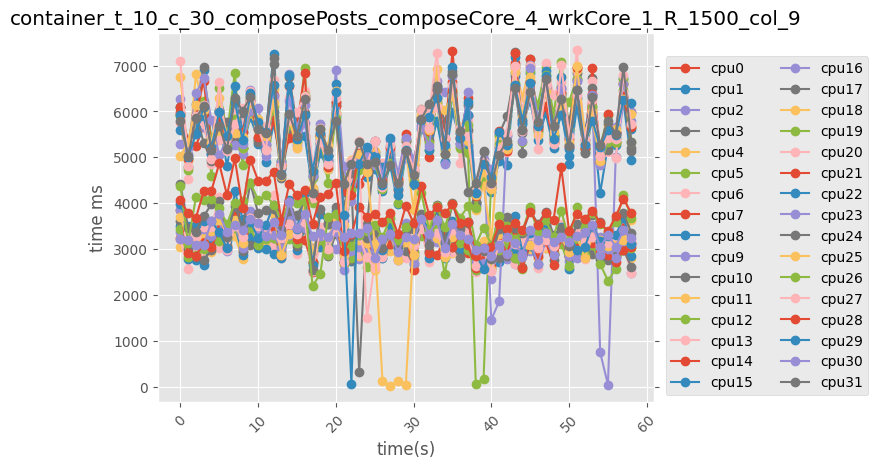 container_t_10_c_30_composePosts_composeCore_4_wrkCore_1_R_1500_col_9
time ms
7000
6000
5000
4000
3000
2000
1000
0
0
10
20
30
40
50
60
time(s)
cpu0
cpu1
cpu2
cpu3
cpu4
cpu5
cpu6
cpu7
cpu8
cpu9
cpu10
cpu11
cpu12
cpu13
cpu14
cpu15
cpu16
cpu17
cpu18
cpu19
cpu20
cpu21
cpu22
cpu23
cpu24
cpu25
cpu26
cpu27
cpu28
cpu29
cpu30
cpu31